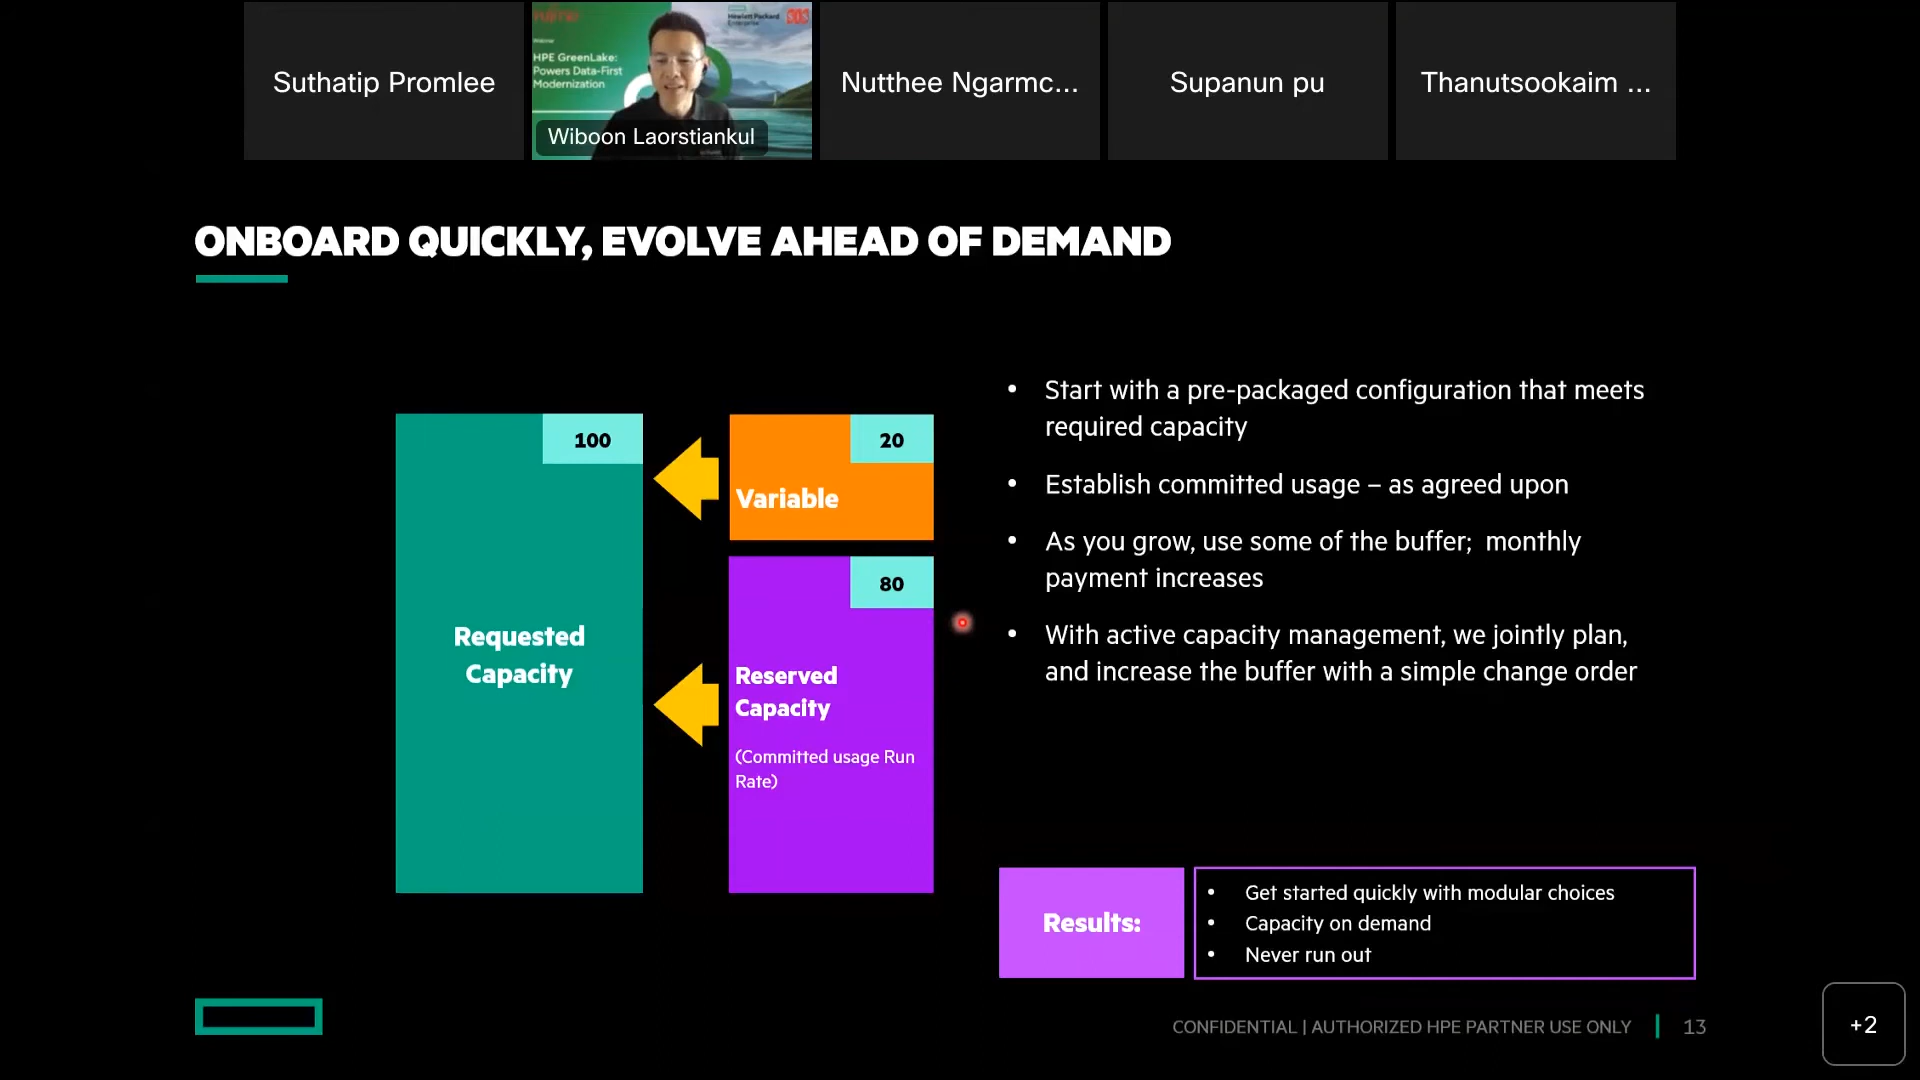 Suthatip Promlee
Hewlett Packard
Enterprise
HPE GreenLake:
Powers Data-First
Modernization
Wiboon Laorstiankul
Nutthee Ngarmc...
Supanun pu
Thanutsookaim ...
ONBOARD QUICKLY, EVOLVE AHEAD OF DEMAND
100
Requested
Capacity
20
Variable
80
Reserved
Capacity
(Committed usage Run
Rate)
• Start with a pre-packaged configuration that meets
required capacity
• Establish committed usage – as agreed upon
• As you grow, use some of the buffer; monthly
payment increases
• With active capacity management, we jointly plan,
and increase the buffer with a simple change order
Results:
• Get started quickly with modular choices
• Capacity on demand
• Never run out
CONFIDENTIAL | AUTHORIZED HPE PARTNER USE ONLY
13
+2